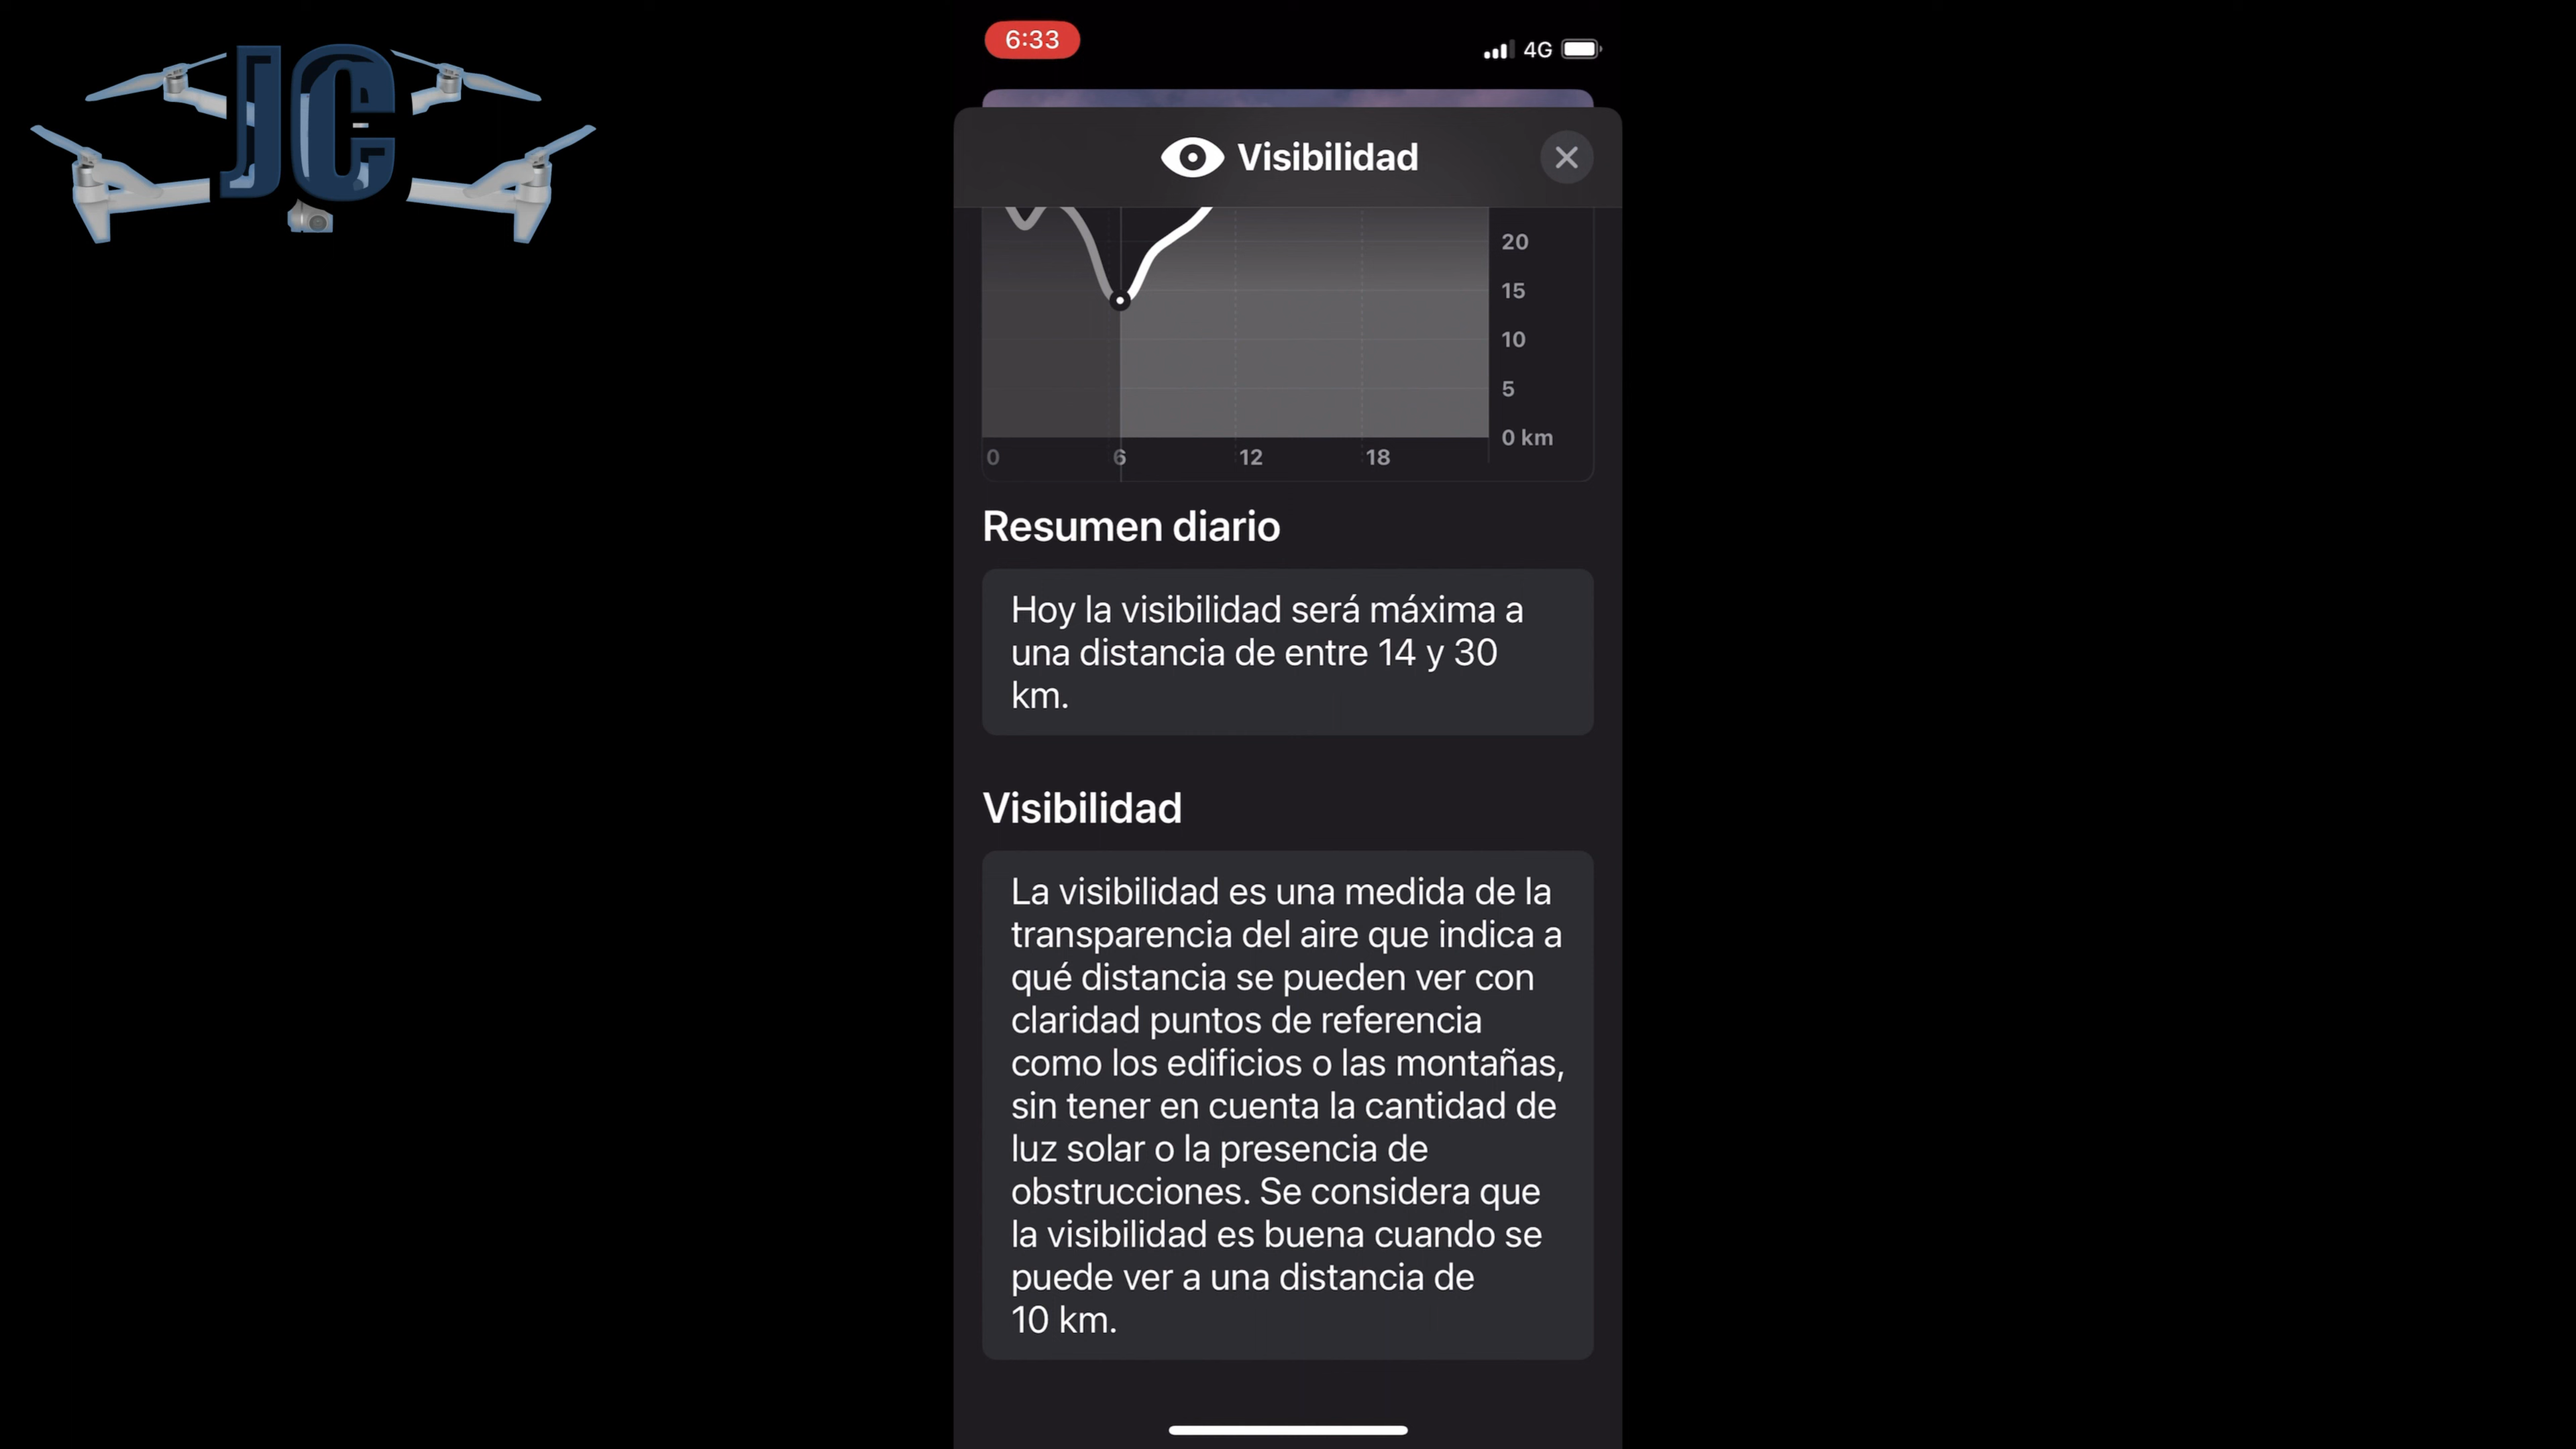 JC
6:33
4G
Visibilidad
20
15
10
5
0 km
0 6 12 18
Resumen diario
Hoy la visibilidad será máxima a
una distancia de entre 14 y 30
km.
Visibilidad
La visibilidad es una medida de la
transparencia del aire que indica a
qué distancia se pueden ver con
claridad puntos de referencia
como los edificios o las montañas,
sin tener en cuenta la cantidad de
luz solar o la presencia de
obstrucciones. Se considera que
la visibilidad es buena cuando se
puede ver a una distancia de
10 km.